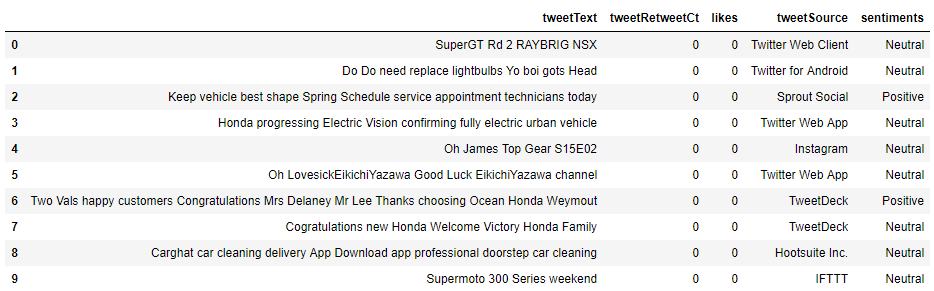 tweetText tweetRetweetCt likes tweetSource sentiments
0 SuperGT Rd 2 RAYBRIG NSX 0 0 Twitter Web Client Neutral
1 Do Do need replace lightbulbs Yo boi gots Head 0 0 Twitter for Android Neutral
2 Keep vehicle best shape Spring Schedule service appointment technicians today 0 0 Sprout Social Positive
3 Honda progressing Electric Vision confirming fully electric urban vehicle 0 0 Twitter Web App Neutral
4 Oh James Top Gear S15E02 0 0 Instagram Neutral
5 Oh LovesickEikichiYazawa Good Luck EikichiYazawa channel 0 0 Twitter Web App Neutral
6 Two Vals happy customers Congratulations Mrs Delaney Mr Lee Thanks choosing Ocean Honda Weymout 0 0 TweetDeck Positive
7 Cogratulations new Honda Welcome Victory Honda Family 0 0 TweetDeck Neutral
8 Carghat car cleaning delivery App Download app professional doorstep car cleaning 0 0 Hootsuite Inc. Neutral
9 Supermoto 300 Series weekend 0 0 IFTTT Neutral